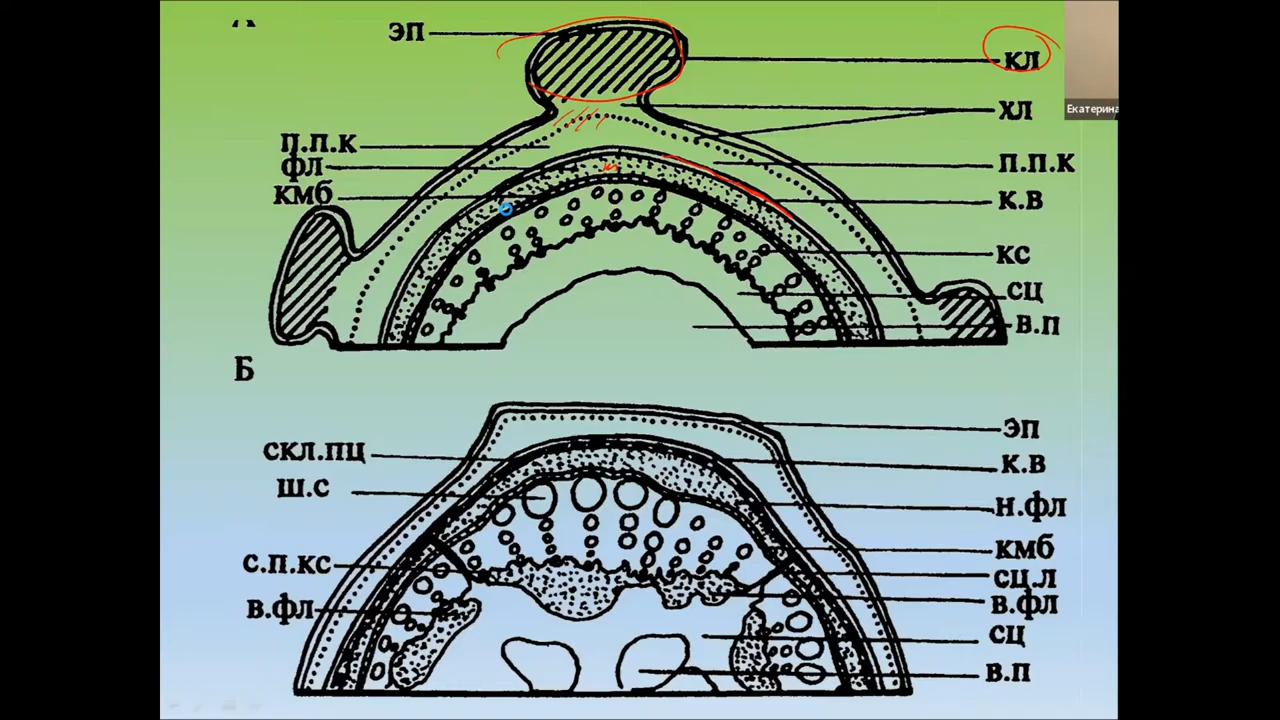 ЭП
КЛ
Екатерина
ХЛ
П.П.К
ФЛ
КМБ
П.П.К
К.В
КС
СЦ
В.П
Б
ЭП
К.В
Н.ФЛ
КМБ
СЦ.Л
В.ФЛ
СЦ
В.П
СКЛ.ПЦ
Ш.С
С.П.КС
В.ФЛ